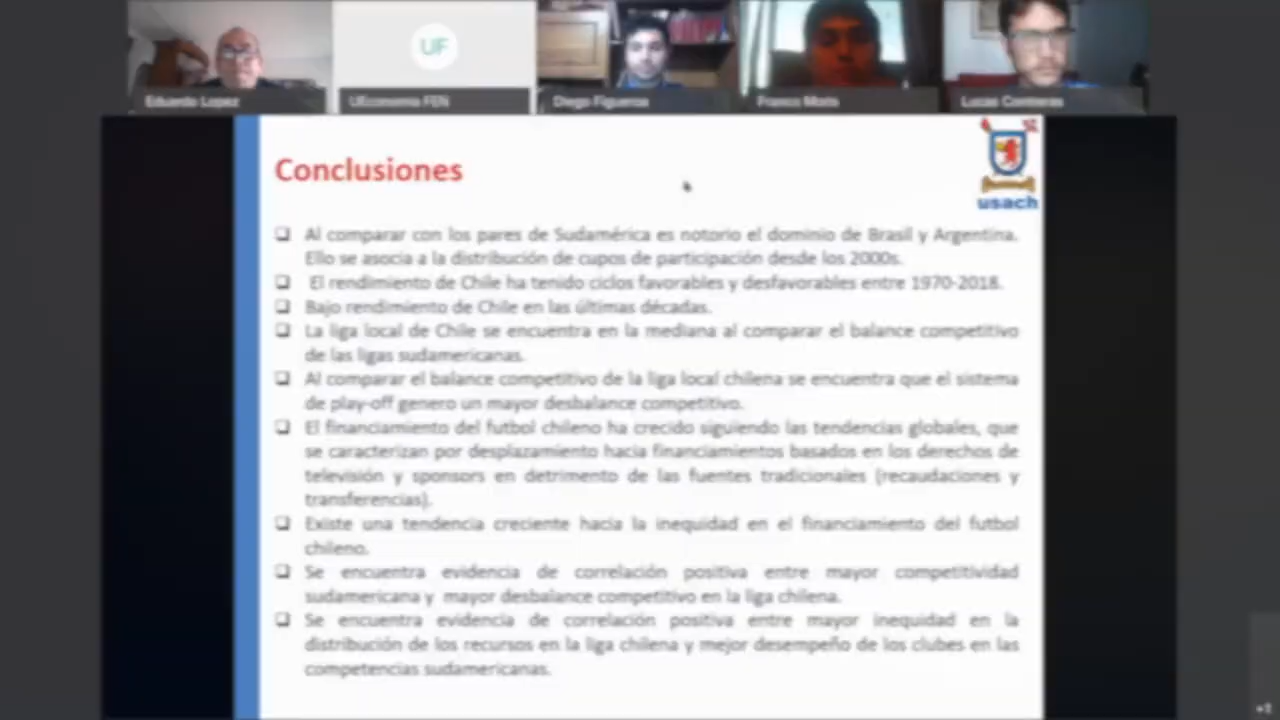 UF
Eduardo Lopez
UEconomia FEN
Diego Figueroa
Franco Moris
Lucas Contreras
Conclusiones
usach
❑ Al comparar con los pares de Sudamérica es notorio el dominio de Brasil y Argentina.
Ello se asocia a la distribución de cupos de participación desde los 2000s.
❑ El rendimiento de Chile ha tenido ciclos favorables y desfavorables entre 1970-2018.
❑ Bajo rendimiento de Chile en las últimas décadas.
❑ La liga local de Chile se encuentra en la mediana al comparar el balance competitivo
de las ligas sudamericanas.
❑ Al comparar el balance competitivo de la liga local chilena se encuentra que el sistema
de play-off genero un mayor desbalance competitivo.
❑ El financiamiento del futbol chileno ha crecido siguiendo las tendencias globales, que
se caracterizan por desplazamiento hacia financiamientos basados en los derechos de
televisión y sponsors en detrimento de las fuentes tradicionales (recaudaciones y
transferencias).
❑ Existe una tendencia creciente hacia la inequidad en el financiamiento del futbol
chileno.
❑ Se encuentra evidencia de correlación positiva entre mayor competitividad
sudamericana y mayor desbalance competitivo en la liga chilena.
❑ Se encuentra evidencia de correlación positiva entre mayor inequidad en la
distribución de los recursos en la liga chilena y mejor desempeño de los clubes en las
competencias sudamericanas.